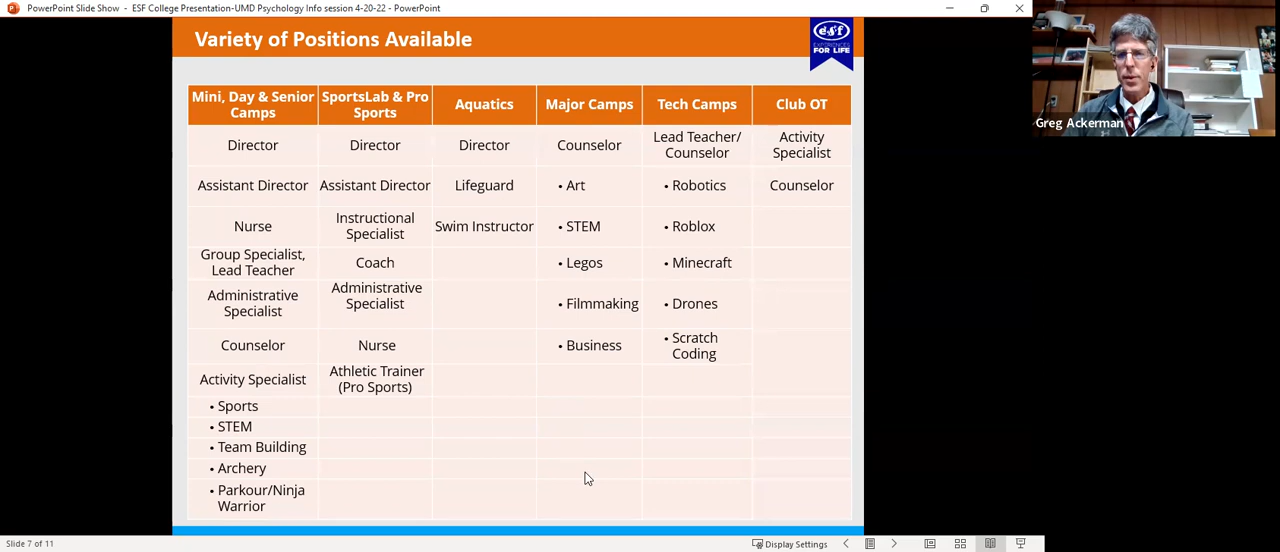 PowerPoint Slide Show - ESF College Presentation-UMD Psychology Info session 4-20-22 - PowerPoint
Variety of Positions Available
esf
EXPERIENCES
FOR LIFE
Greg Ackerman
Mini, Day & Senior Camps
SportsLab & Pro Sports
Aquatics
Major Camps
Tech Camps
Club OT
Director
Director
Director
Counselor
Lead Teacher/ Counselor
Activity Specialist
Assistant Director
Assistant Director
Lifeguard
• Art
• Robotics
Counselor
Nurse
Instructional Specialist
Swim Instructor
• STEM
• Roblox
Group Specialist, Lead Teacher
Coach
• Legos
• Minecraft
Administrative Specialist
Administrative Specialist
• Filmmaking
• Drones
Counselor
Nurse
• Business
• Scratch Coding
Activity Specialist
Athletic Trainer (Pro Sports)
• Sports
• STEM
• Team Building
• Archery
• Parkour/Ninja Warrior
Slide 7 of 11
Display Settings